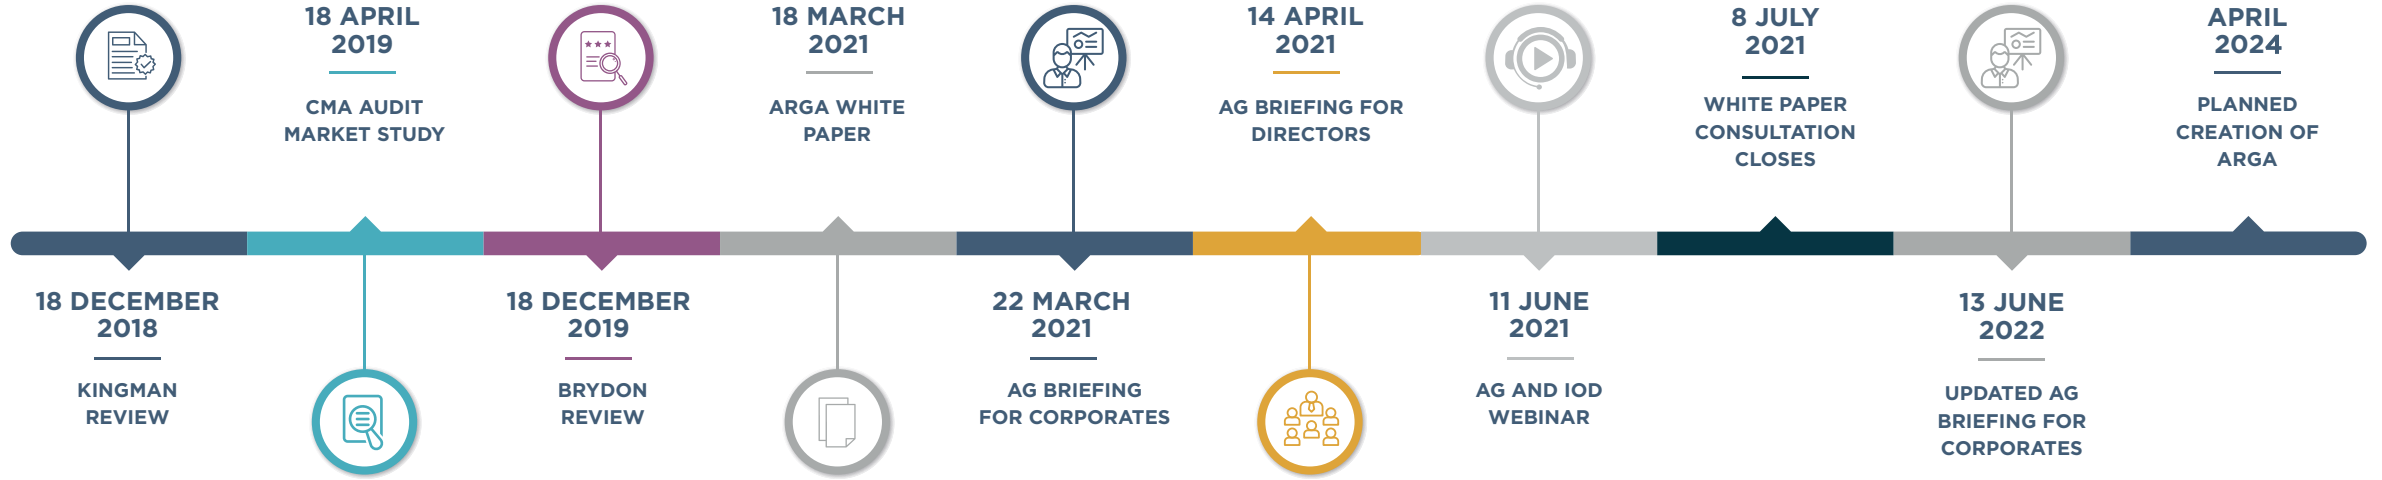 18 DECEMBER
2018
KINGMAN
REVIEW
18 APRIL
2019
CMA AUDIT
MARKET STUDY
18 DECEMBER
2019
BRYDON
REVIEW
18 MARCH
2021
ARGA WHITE
PAPER
22 MARCH
2021
AG BRIEFING
FOR CORPORATES
14 APRIL
2021
AG BRIEFING FOR
DIRECTORS
11 JUNE
2021
AG AND IOD
WEBINAR
8 JULY
2021
WHITE PAPER
CONSULTATION
CLOSES
13 JUNE
2022
UPDATED AG
BRIEFING FOR
CORPORATES
APRIL
2024
PLANNED
CREATION OF
ARGA